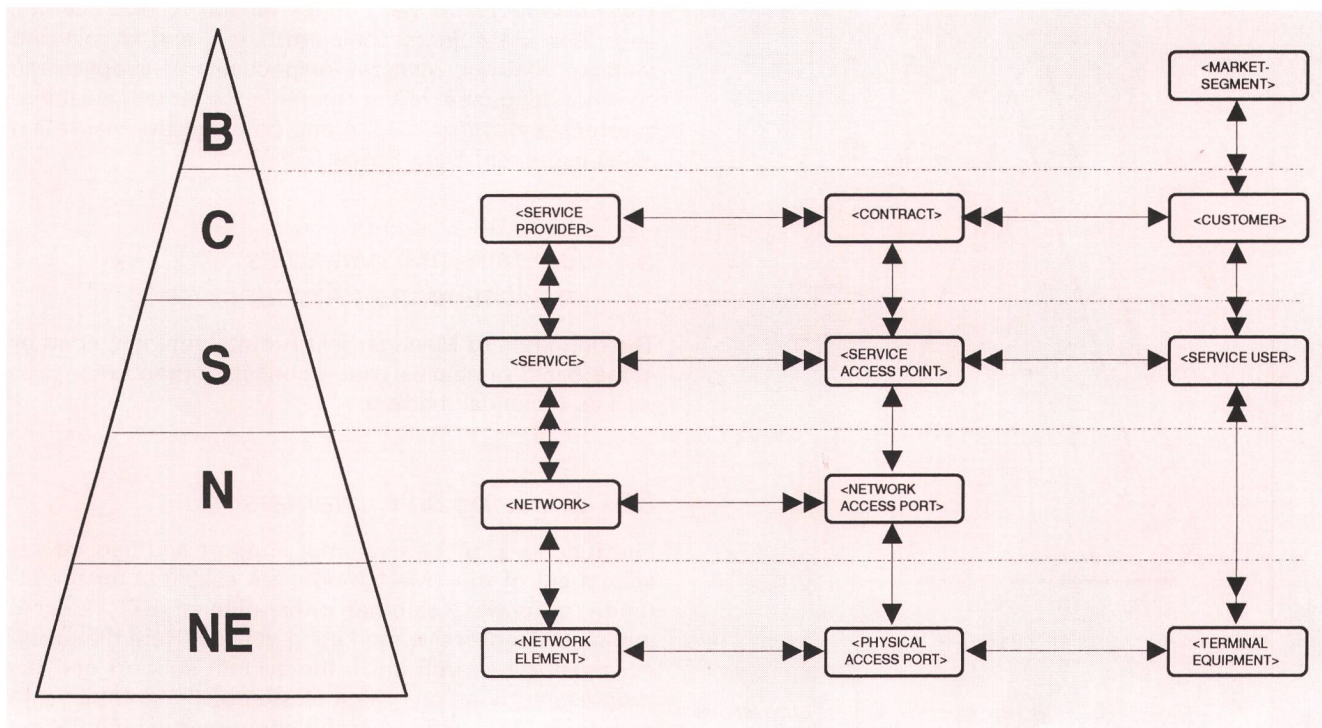 B
<MARKET-
SEGMENT>
C
<SERVICE
PROVIDER>
<CONTRACT>
<CUSTOMER>
S
<SERVICE>
<SERVICE
ACCESS POINT>
<SERVICE USER>
N
<NETWORK>
<NETWORK
ACCESS PORT>
NE
<NETWORK
ELEMENT>
<PHYSICAL
ACCESS PORT>
<TERMINAL
EQUIPMENT>